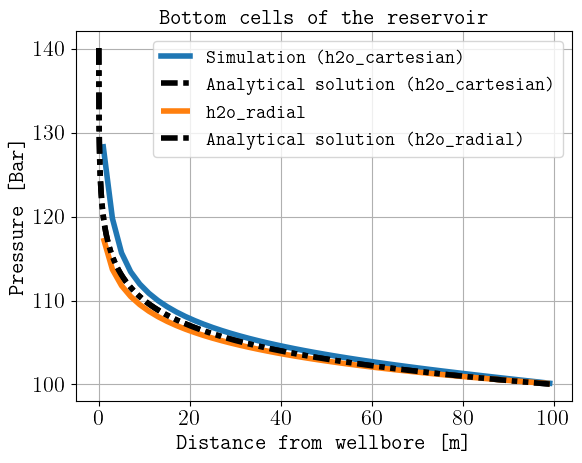 Bottom cells of the reservoir
Simulation (h2o_cartesian)
Analytical solution (h2o_cartesian)
h2o_radial
Analytical solution (h2o_radial)
Pressure [Bar]
140
130
120
110
100
0
20
40
60
80
100
Distance from wellbore [m]